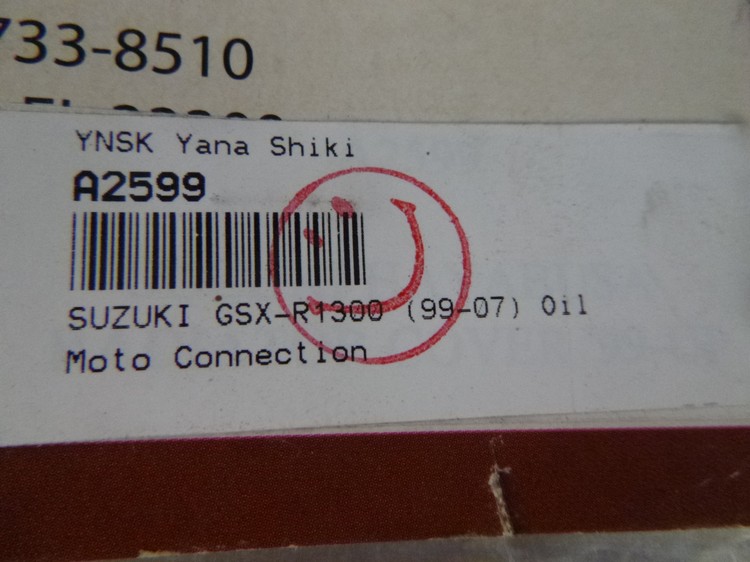 733-8510
YNSK Yana Shiki
A2599
SUZUKI GSX-R1300 (99-07) Oil
Moto Connection